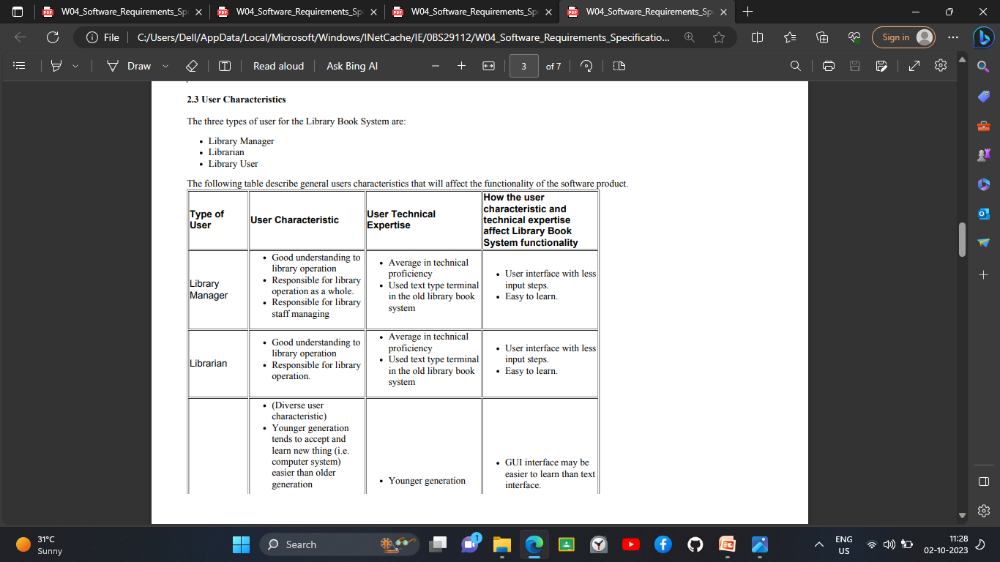 W04_Software_Requirements_Sp
W04_Software_Requirements_Sp
W04_Software_Requirements_Sp
W04_Software_Requirements_Sp
File
C:/Users/Dell/AppData/Local/Microsoft/Windows/INetCache/IE/0BS29112/W04_Software_Requirements_Specificatio...
Sign in
Draw
Read aloud
Ask Bing AI
3
of 7
2.3 User Characteristics
The three types of user for the Library Book System are:
• Library Manager
• Librarian
• Library User
The following table describe general users characteristics that will affect the functionality of the software product.
Type of
User
User Characteristic
User Technical
Expertise
How the user
characteristic and
technical expertise
affect Library Book
System functionality
Library
Manager
• Good understanding to
library operation
• Responsible for library
operation as a whole.
• Responsible for library
staff managing
• Average in technical
proficiency
• Used text type terminal
in the old library book
system
• User interface with less
input steps.
• Easy to learn.
Librarian
• Good understanding to
library operation
• Responsible for library
operation.
• Average in technical
proficiency
• Used text type terminal
in the old library book
system
• User interface with less
input steps.
• Easy to learn.
• (Diverse user
characteristic)
• Younger generation
tends to accept and
learn new thing (i.e.
computer system)
easier than older
generation
• Younger generation
• GUI interface may be
easier to learn than text
interface.
31°C
Sunny
Search
1
ENG
US
11:28
02-10-2023